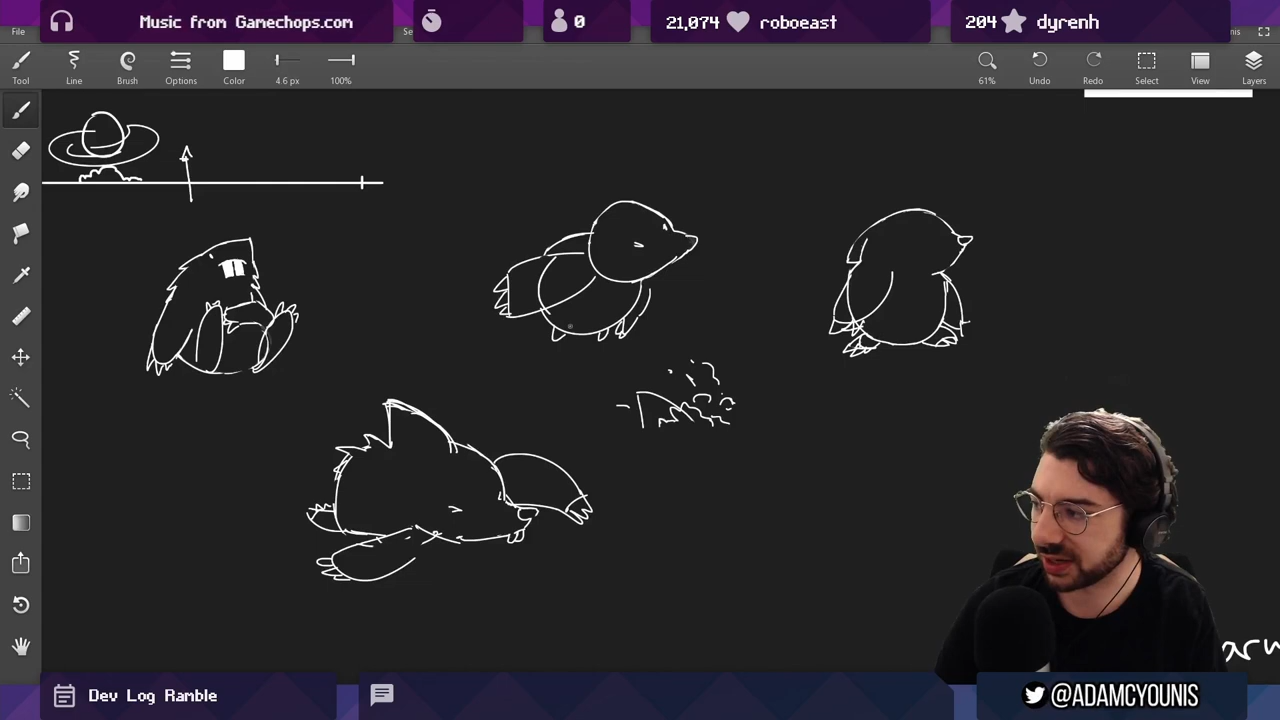 Music from Gamechops.com
0
21,074 roboeast
204 dyrenh
File
Tool
Line
Brush
Options
Color
4.6 px
100%
61%
Undo
Redo
Select
View
Layers
Dev Log Ramble
@ADAMCYOUNIS